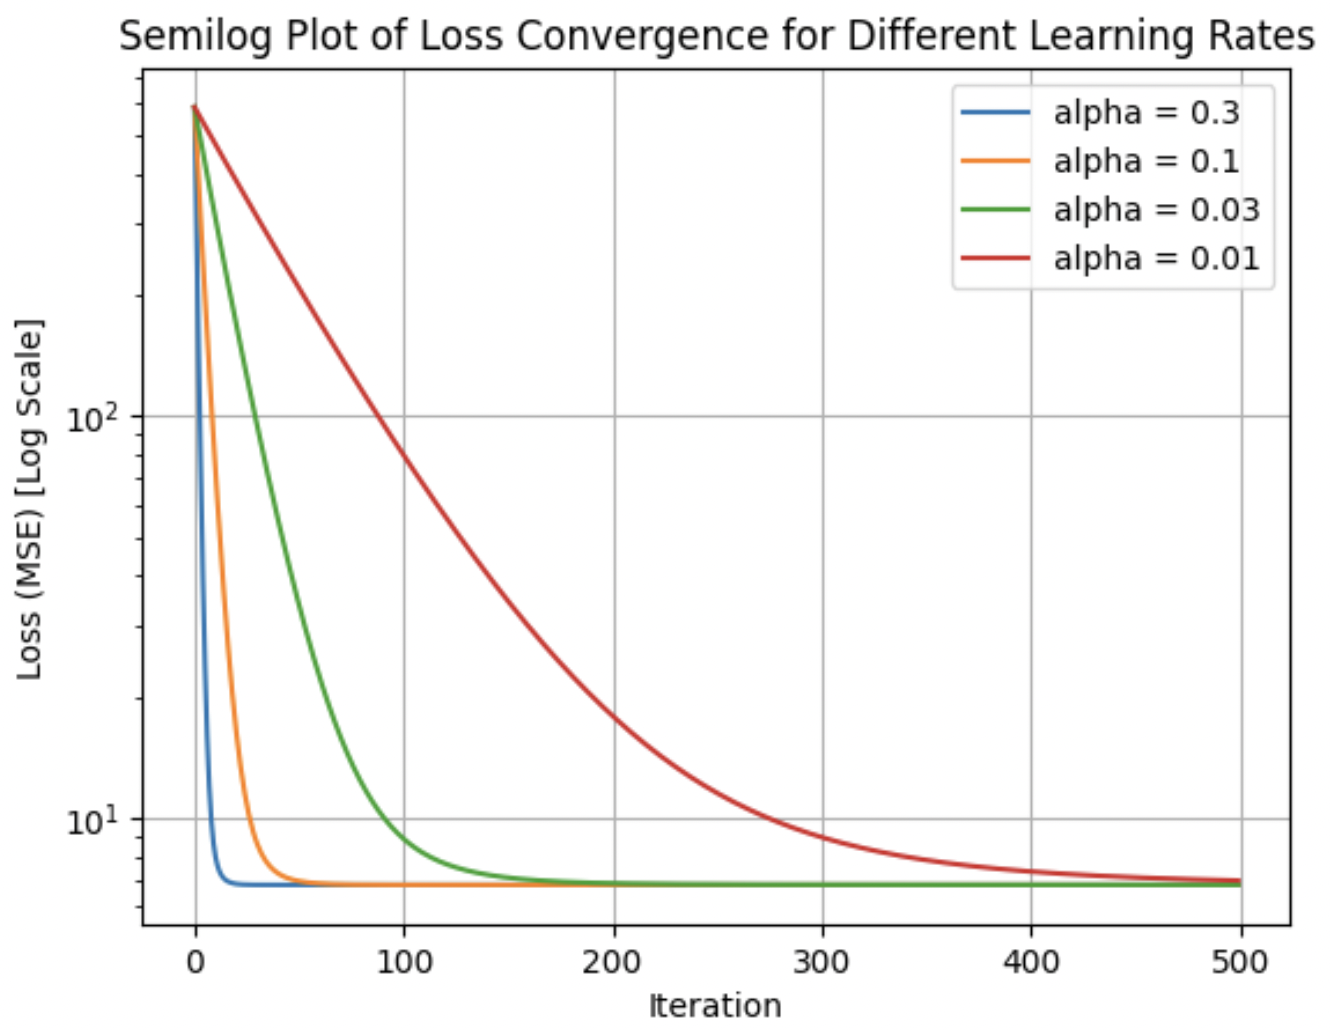 Semilog Plot of Loss Convergence for Different Learning Rates
alpha = 0.3
alpha = 0.1
alpha = 0.03
alpha = 0.01
Loss (MSE) [Log Scale]
10²
10¹
0 100 200 300 400 500
Iteration